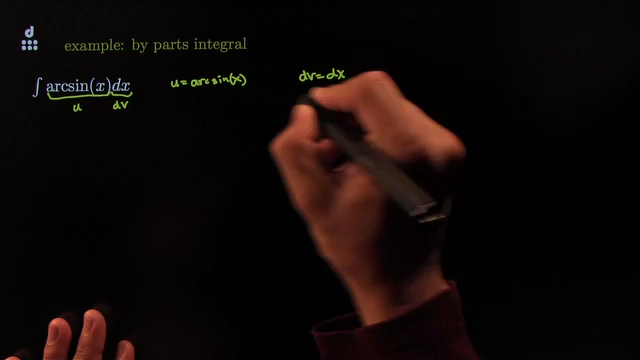 d
example: by parts integral
∫ arcsin(x)dx
u dv
u = arcsin(x)
dv = dx